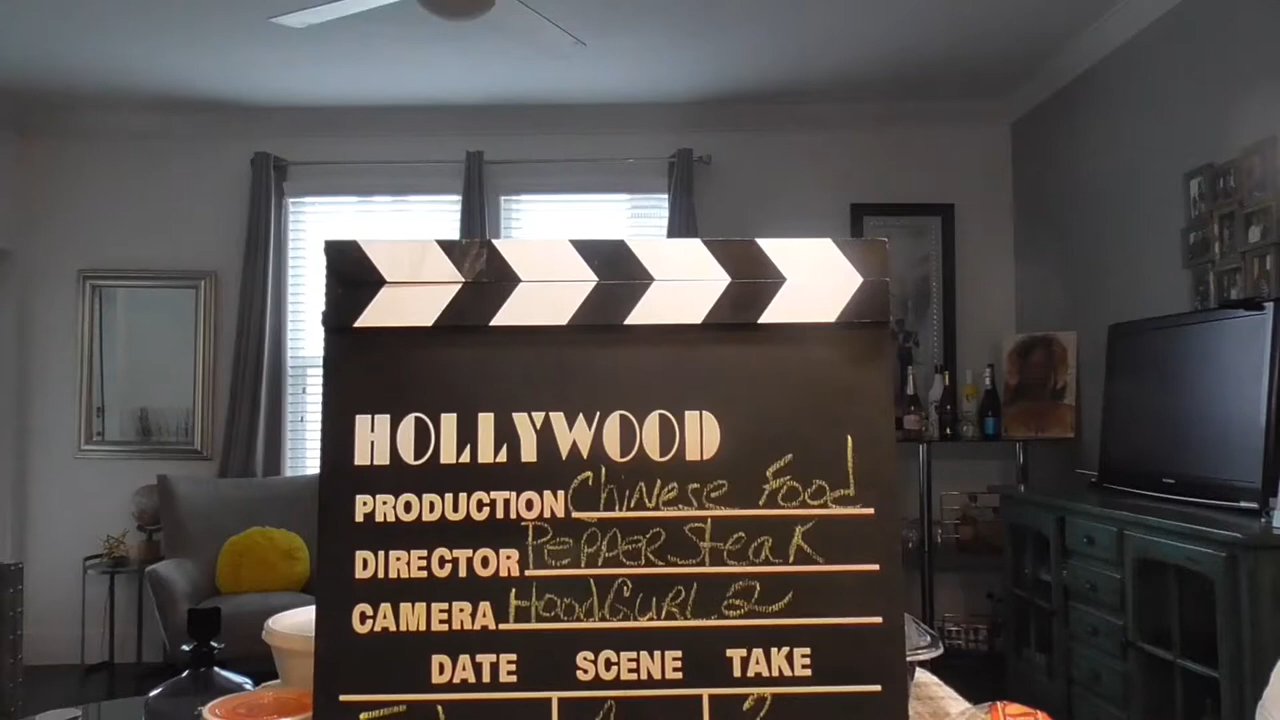 HOLLYWOOD
PRODUCTION Chinese Food
DIRECTOR PEPPER SteaK
CAMERA HoodGURL 2
DATE SCENE TAKE